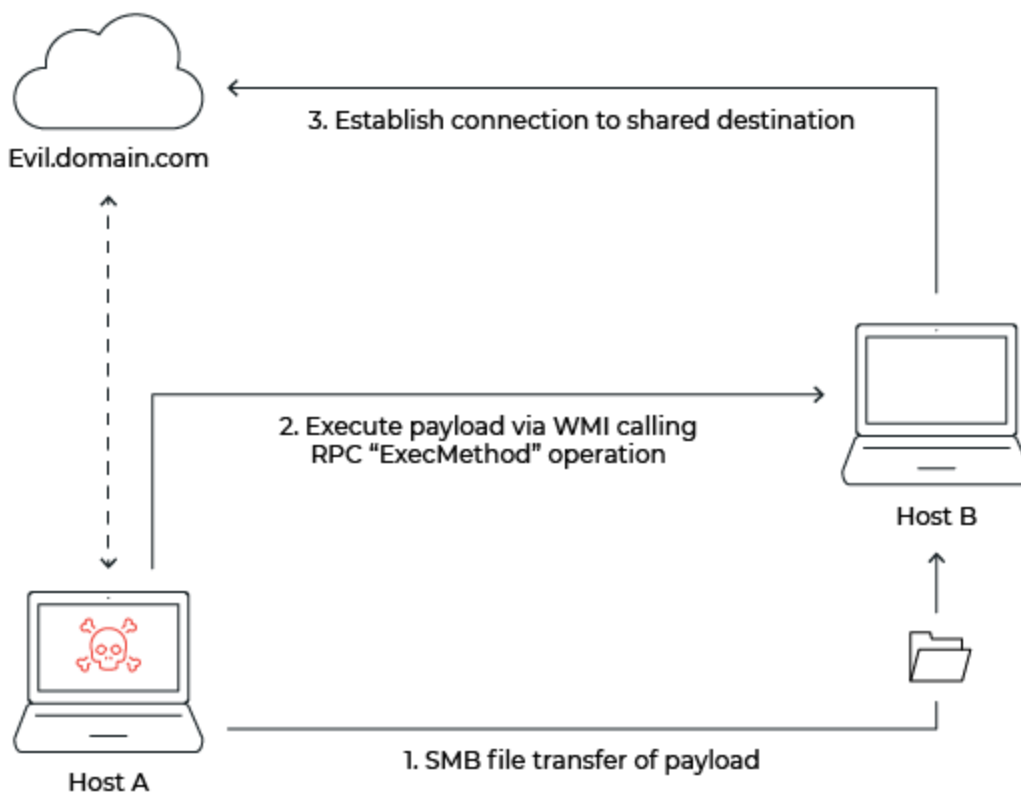 3. Establish connection to shared destination
Evil.domain.com
2. Execute payload via WMI calling
RPC “ExecMethod” operation
Host B
1. SMB file transfer of payload
Host A